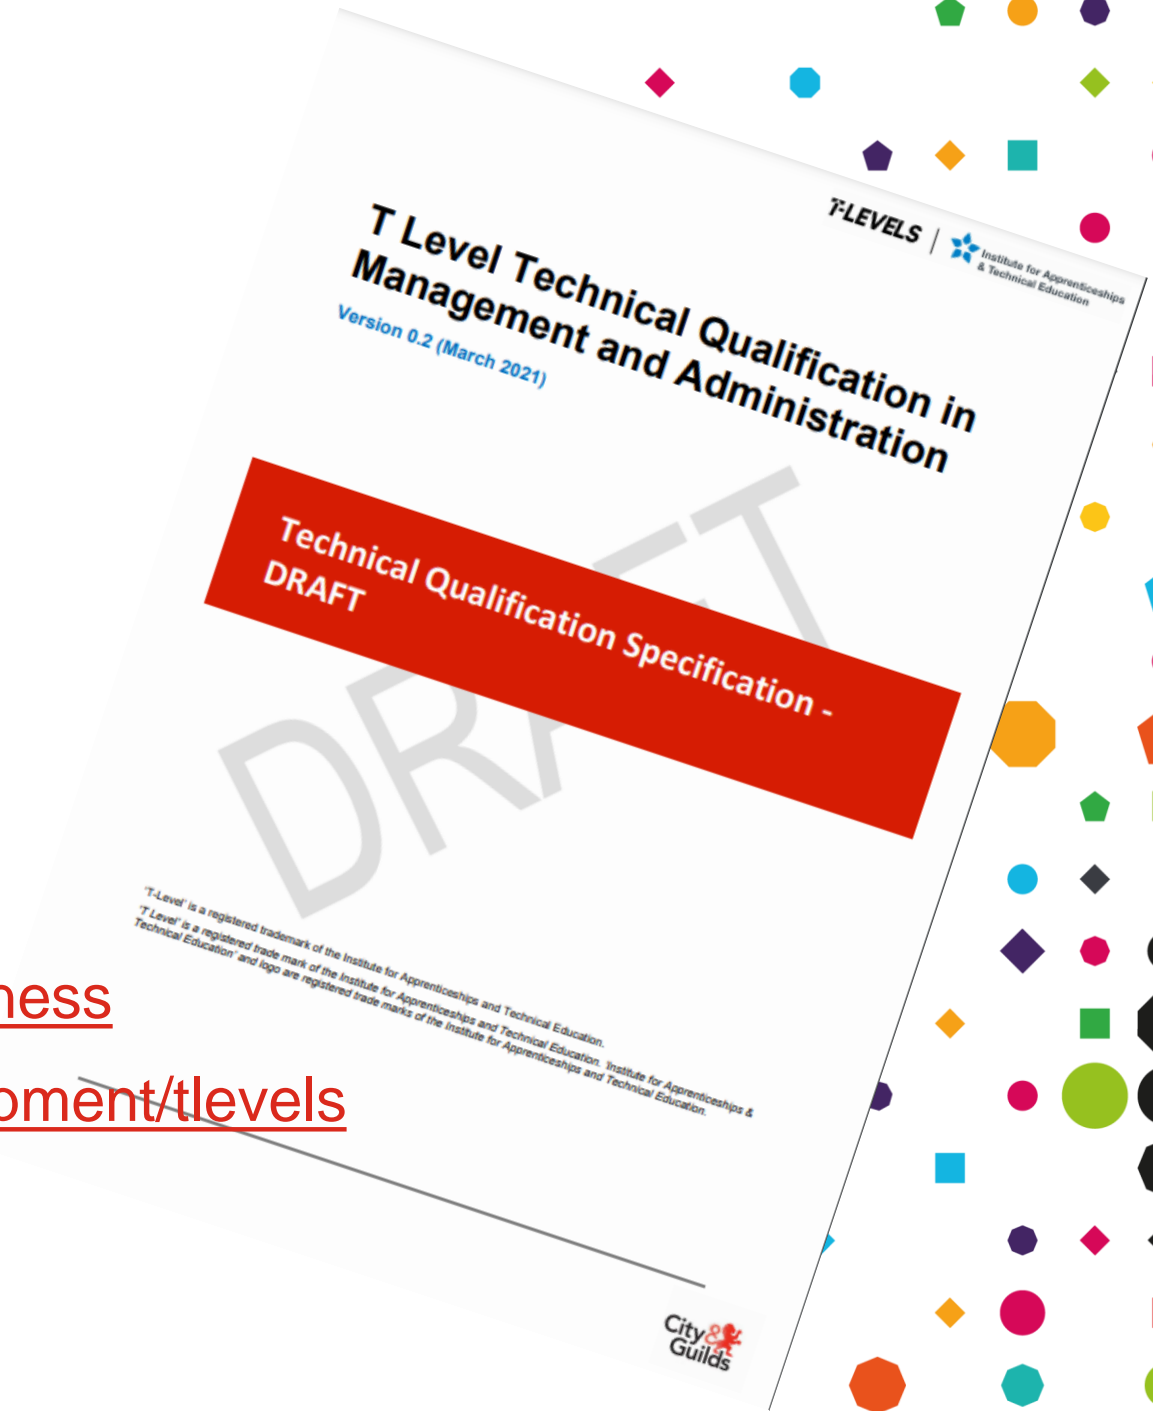 T-LEVELS
Institute for Apprenticeships
& Technical Education
T Level Technical Qualification in
Management and Administration
Version 0.2 (March 2021)
DRAFT
Technical Qualification Specification -
DRAFT
'T-Level' is a registered trademark of the Institute for Apprenticeships and Technical Education.
'T Level' is a registered trade mark of the Institute for Apprenticeships and Technical Education. 'Institute for Apprenticeships &
Technical Education' and logo are registered trade marks of the Institute for Apprenticeships and Technical Education.
ness
oment/tlevels
City &
Guilds